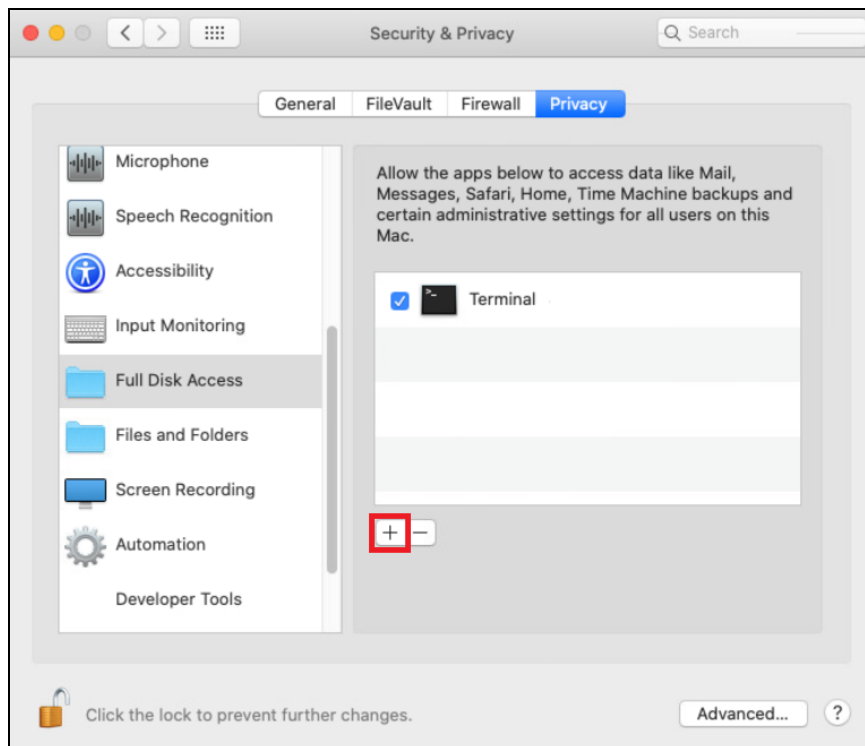 Security & Privacy
Search
General
FileVault
Firewall
Privacy
Microphone
Speech Recognition
Accessibility
Input Monitoring
Full Disk Access
Files and Folders
Screen Recording
Automation
Developer Tools
Allow the apps below to access data like Mail,
Messages, Safari, Home, Time Machine backups and
certain administrative settings for all users on this
Mac.
>_
Terminal
+
−
Click the lock to prevent further changes.
Advanced...
?